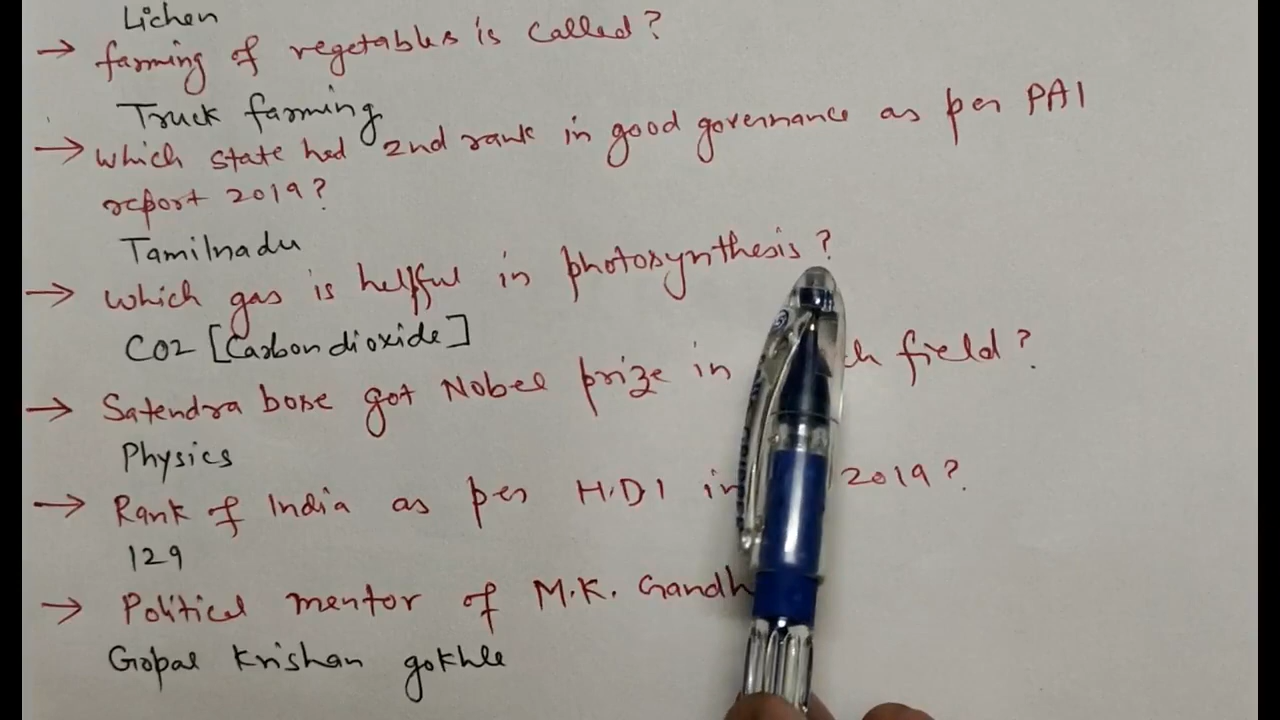 Lichen
→ farming of vegetables is called?
Truck farming
→ which state had 2nd rank in good governance as per PAI
report 2019?
Tamilnadu
→ which gas is helpful in photosynthesis?
CO2 [Carbondioxide]
→ Satendra bose got Nobel prize in field?
Physics
→ Rank of India as per H.D.I in 2019?
129
→ Political mentor of M.K. Gandh
Gopal Krishan gokhle